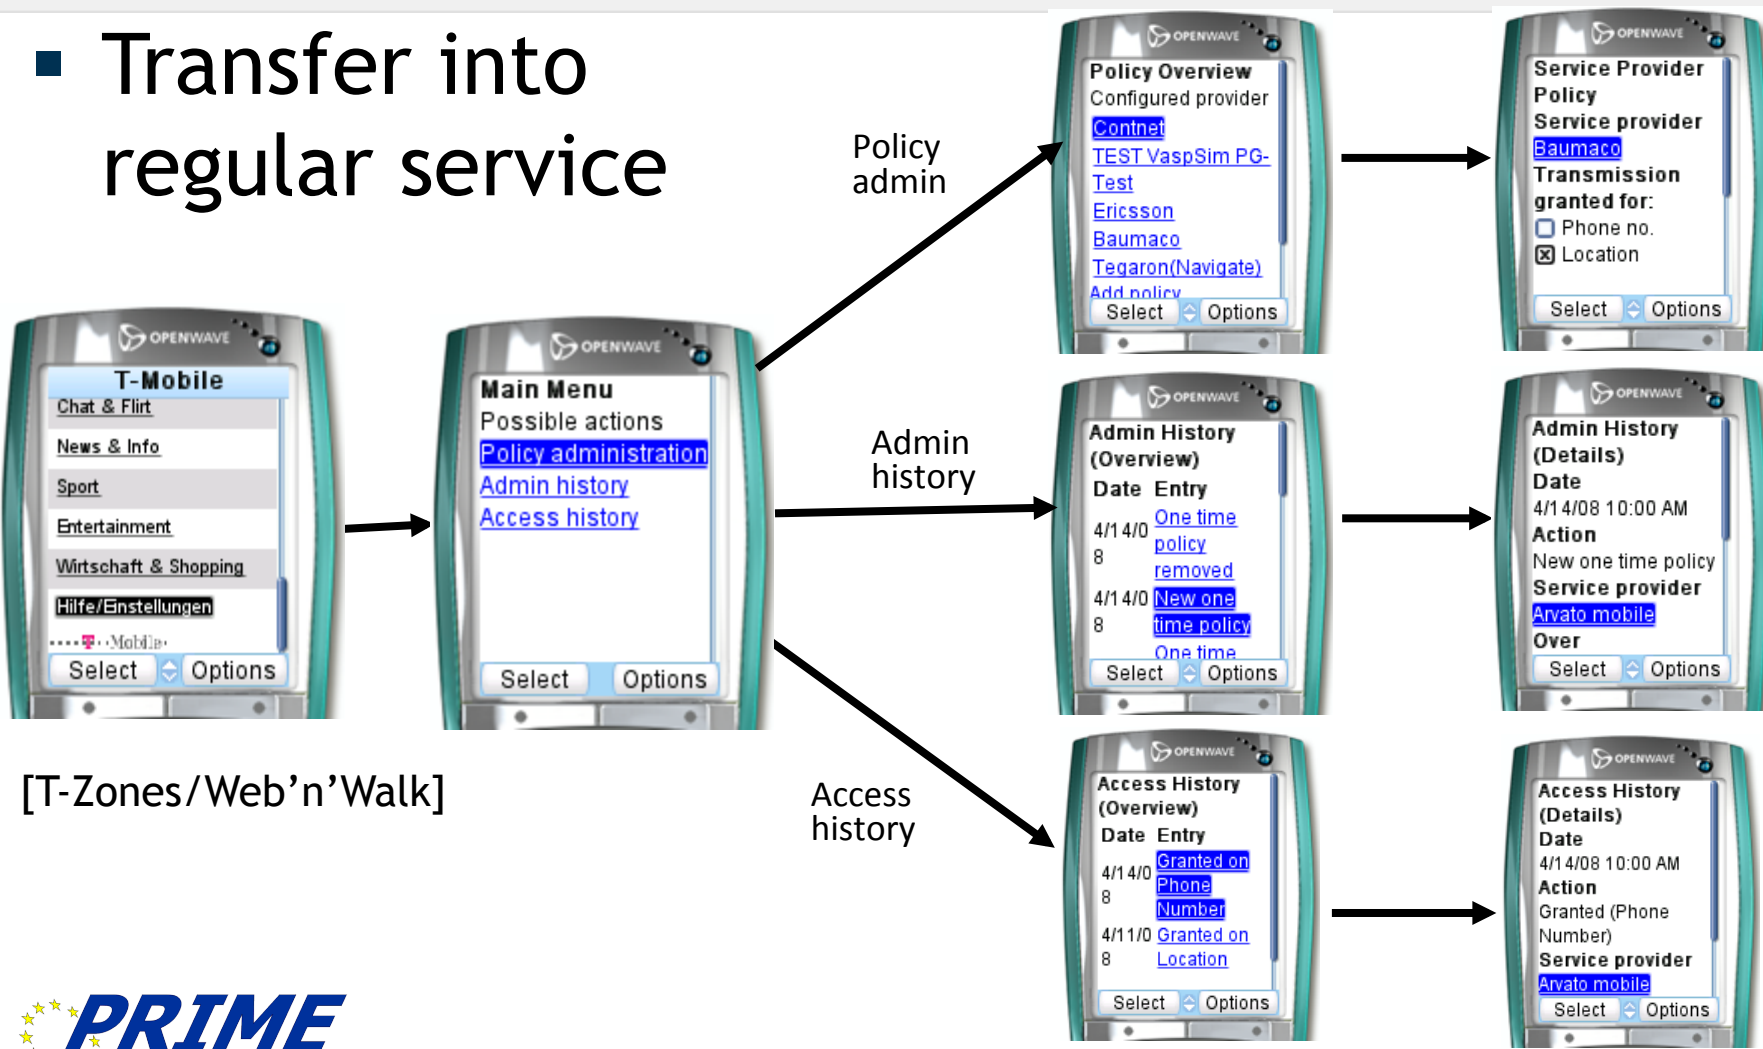 Transfer into
regular service
OPENWAVE
T-Mobile
Chat & Flirt
News & Info
Sport
Entertainment
Wirtschaft & Shopping
Hilfe/Einstellungen
····T··Mobile·
Select
Options
[T-Zones/Web’n’Walk]
OPENWAVE
Main Menu
Possible actions
Policy administration
Admin history
Access history
Select
Options
Policy
admin
OPENWAVE
Policy Overview
Configured provider
Contnet
TEST VaspSim PG-
Test
Ericsson
Baumaco
Tegaron(Navigate)
Add policy
Select
Options
OPENWAVE
Service Provider
Policy
Service provider
Baumaco
Transmission
granted for:
Phone no.
Location
Select
Options
Admin
history
OPENWAVE
Admin History
(Overview)
Date Entry
4/14/0
8
One time
policy
removed
4/14/0
8
New one
time policy
One time
Select
Options
OPENWAVE
Admin History
(Details)
Date
4/14/08 10:00 AM
Action
New one time policy
Service provider
Arvato mobile
Over
Select
Options
Access
history
OPENWAVE
Access History
(Overview)
Date Entry
4/14/0
8
Granted on
Phone
Number
4/11/0
8
Granted on
Location
Select
Options
OPENWAVE
Access History
(Details)
Date
4/14/08 10:00 AM
Action
Granted (Phone
Number)
Service provider
Arvato mobile
Select
Options
PRIME